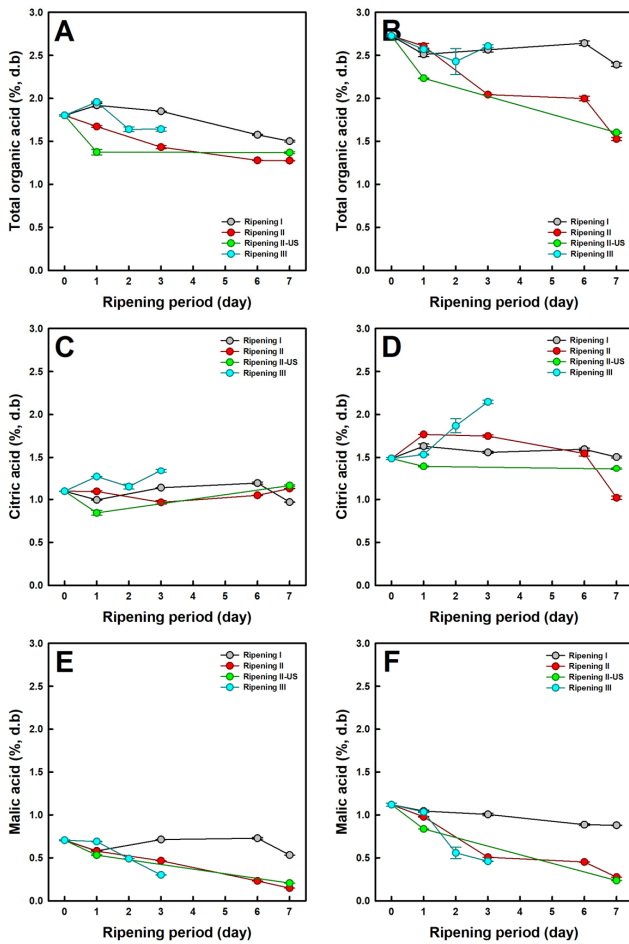 A
Total organic acid (%, d.b)
3.0
2.5
2.0
1.5
1.0
0.5
0.0
Ripening I
Ripening II
Ripening II-US
Ripening III
0 1 2 3 4 5 6 7
Ripening period (day)
B
Total organic acid (%, d.b)
3.0
2.5
2.0
1.5
1.0
0.5
0.0
Ripening I
Ripening II
Ripening II-US
Ripening III
0 1 2 3 4 5 6 7
Ripening period (day)
C
Citric acid (%, d.b)
3.0
2.5
2.0
1.5
1.0
0.5
0.0
Ripening I
Ripening II
Ripening II-US
Ripening III
0 1 2 3 4 5 6 7
Ripening period (day)
D
Citric acid (%, d.b)
3.0
2.5
2.0
1.5
1.0
0.5
0.0
Ripening I
Ripening II
Ripening II-US
Ripening III
0 1 2 3 4 5 6 7
Ripening period (day)
E
Malic acid (%, d.b)
3.0
2.5
2.0
1.5
1.0
0.5
0.0
Ripening I
Ripening II
Ripening II-US
Ripening III
0 1 2 3 4 5 6 7
Ripening period (day)
F
Malic acid (%, d.b)
3.0
2.5
2.0
1.5
1.0
0.5
0.0
Ripening I
Ripening II
Ripening II-US
Ripening III
0 1 2 3 4 5 6 7
Ripening period (day)